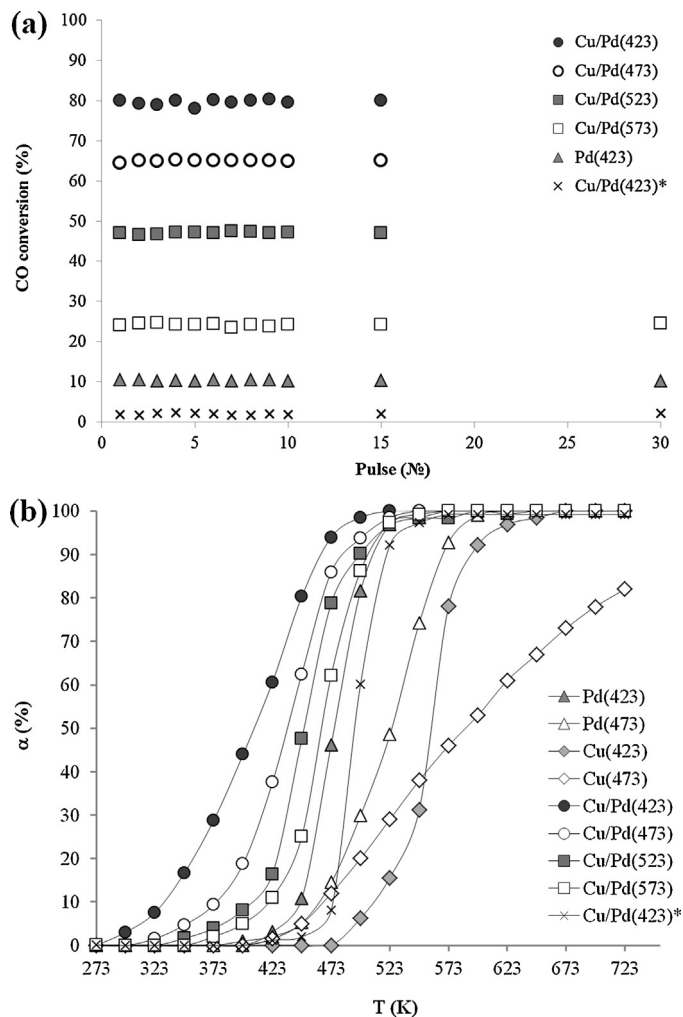 (a)
100
90
80
70
60
50
40
30
20
10
0
CO conversion (%)
0 5 10 15 20 25 30
Pulse (№)
Cu/Pd(423)
Cu/Pd(473)
Cu/Pd(523)
Cu/Pd(573)
Pd(423)
Cu/Pd(423)*
(b)
100
90
80
70
60
50
40
30
20
10
0
α (%)
273 323 373 423 473 523 573 623 673 723
T (K)
Pd(423)
Pd(473)
Cu(423)
Cu(473)
Cu/Pd(423)
Cu/Pd(473)
Cu/Pd(523)
Cu/Pd(573)
Cu/Pd(423)*